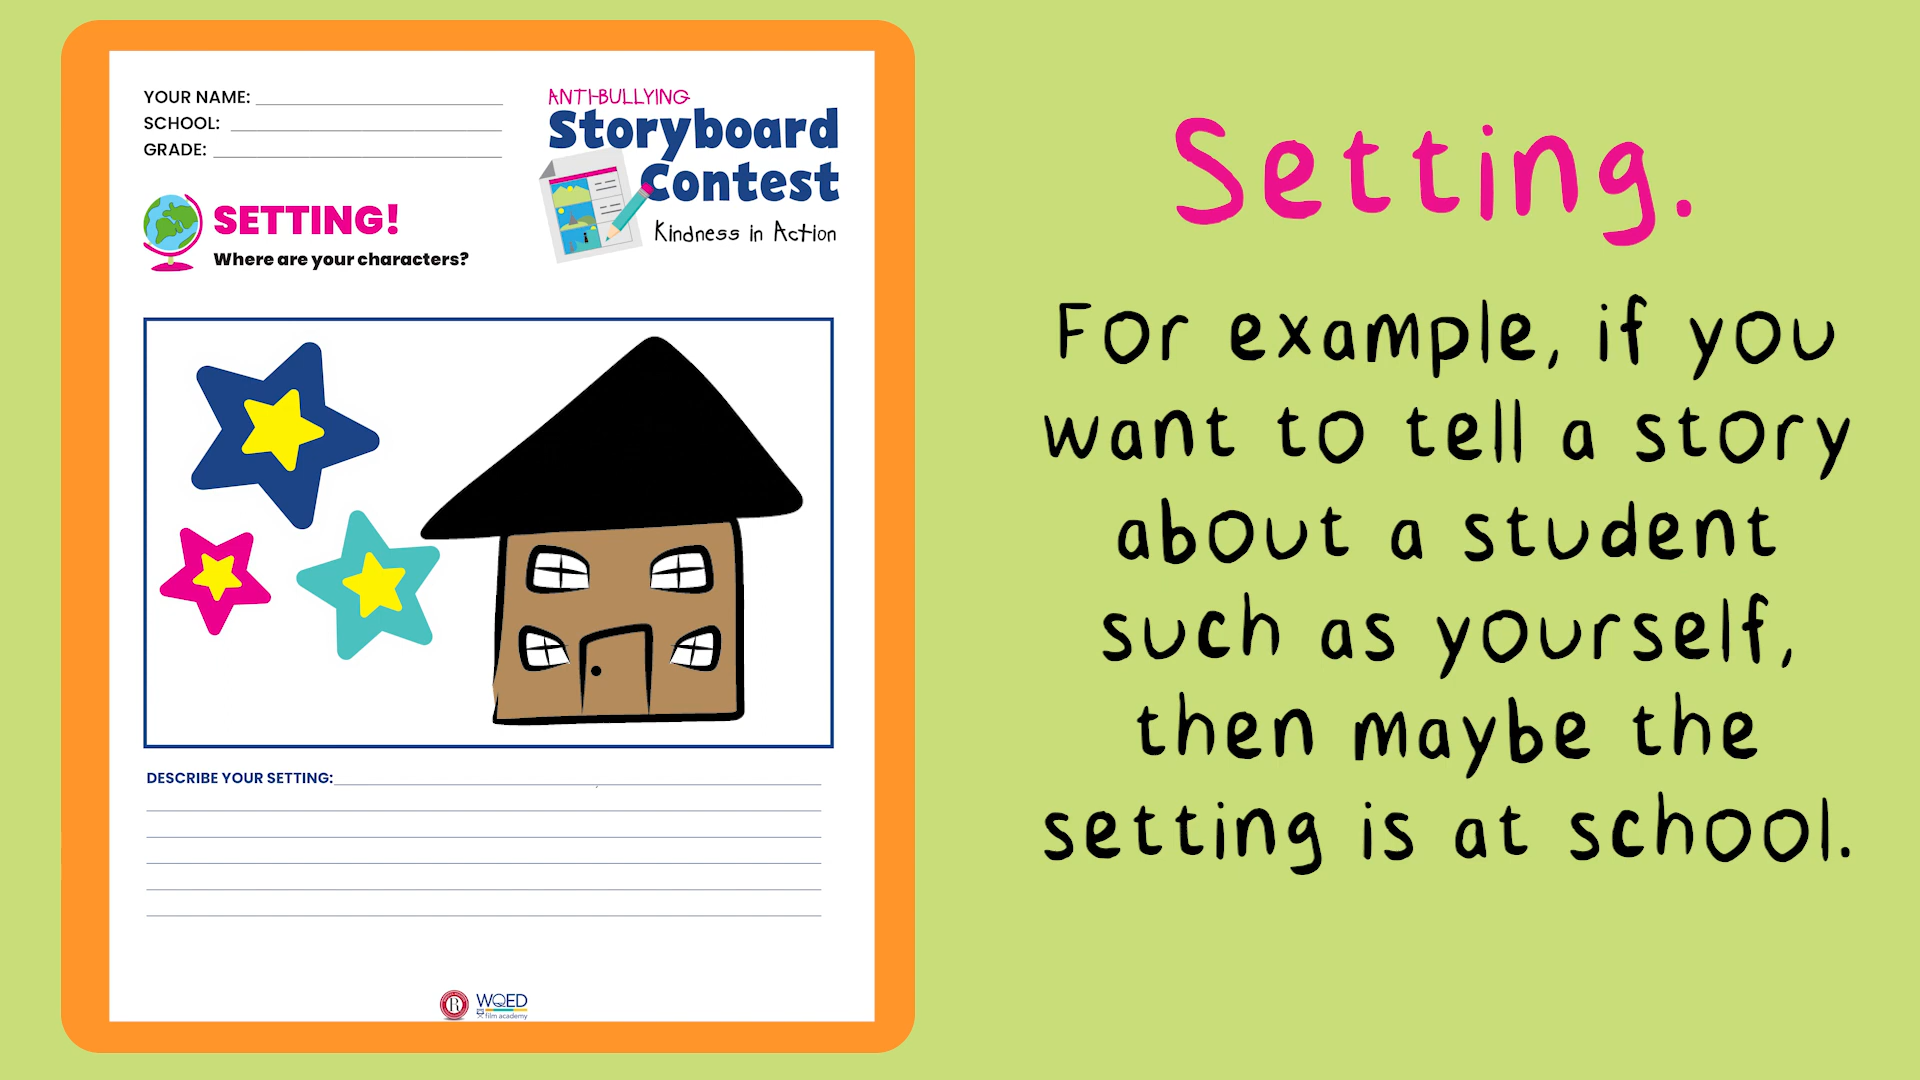 YOUR NAME:
SCHOOL:
GRADE:
ANTI-BULLYING
Storyboard
Contest
Kindness in Action
SETTING!
Where are your characters?
DESCRIBE YOUR SETTING:
R
WQED
film academy
Setting.
For example, if you
want to tell a story
about a student
such as yourself,
then maybe the
setting is at school.